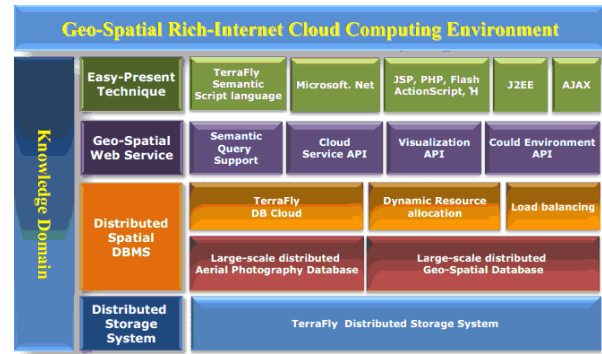 Geo-Spatial Rich-Internet Cloud Computing Environment
Knowledge Domain
Easy-Present
Technique
TerraFly
Semantic
Script language
Microsoft. Net
JSP, PHP, Flash
ActionScript, H
J2EE
AJAX
Geo-Spatial
Web Service
Semantic
Query
Support
Cloud
Service API
Visualization
API
Could Environment
API
Distributed
Spatial
DBMS
TerraFly
DB Cloud
Dynamic Resource
allocation
Load balancing
Large-scale distributed
Aerial Photography Database
Large-scale distributed
Geo-Spatial Database
Distributed
Storage
System
TerraFly Distributed Storage System